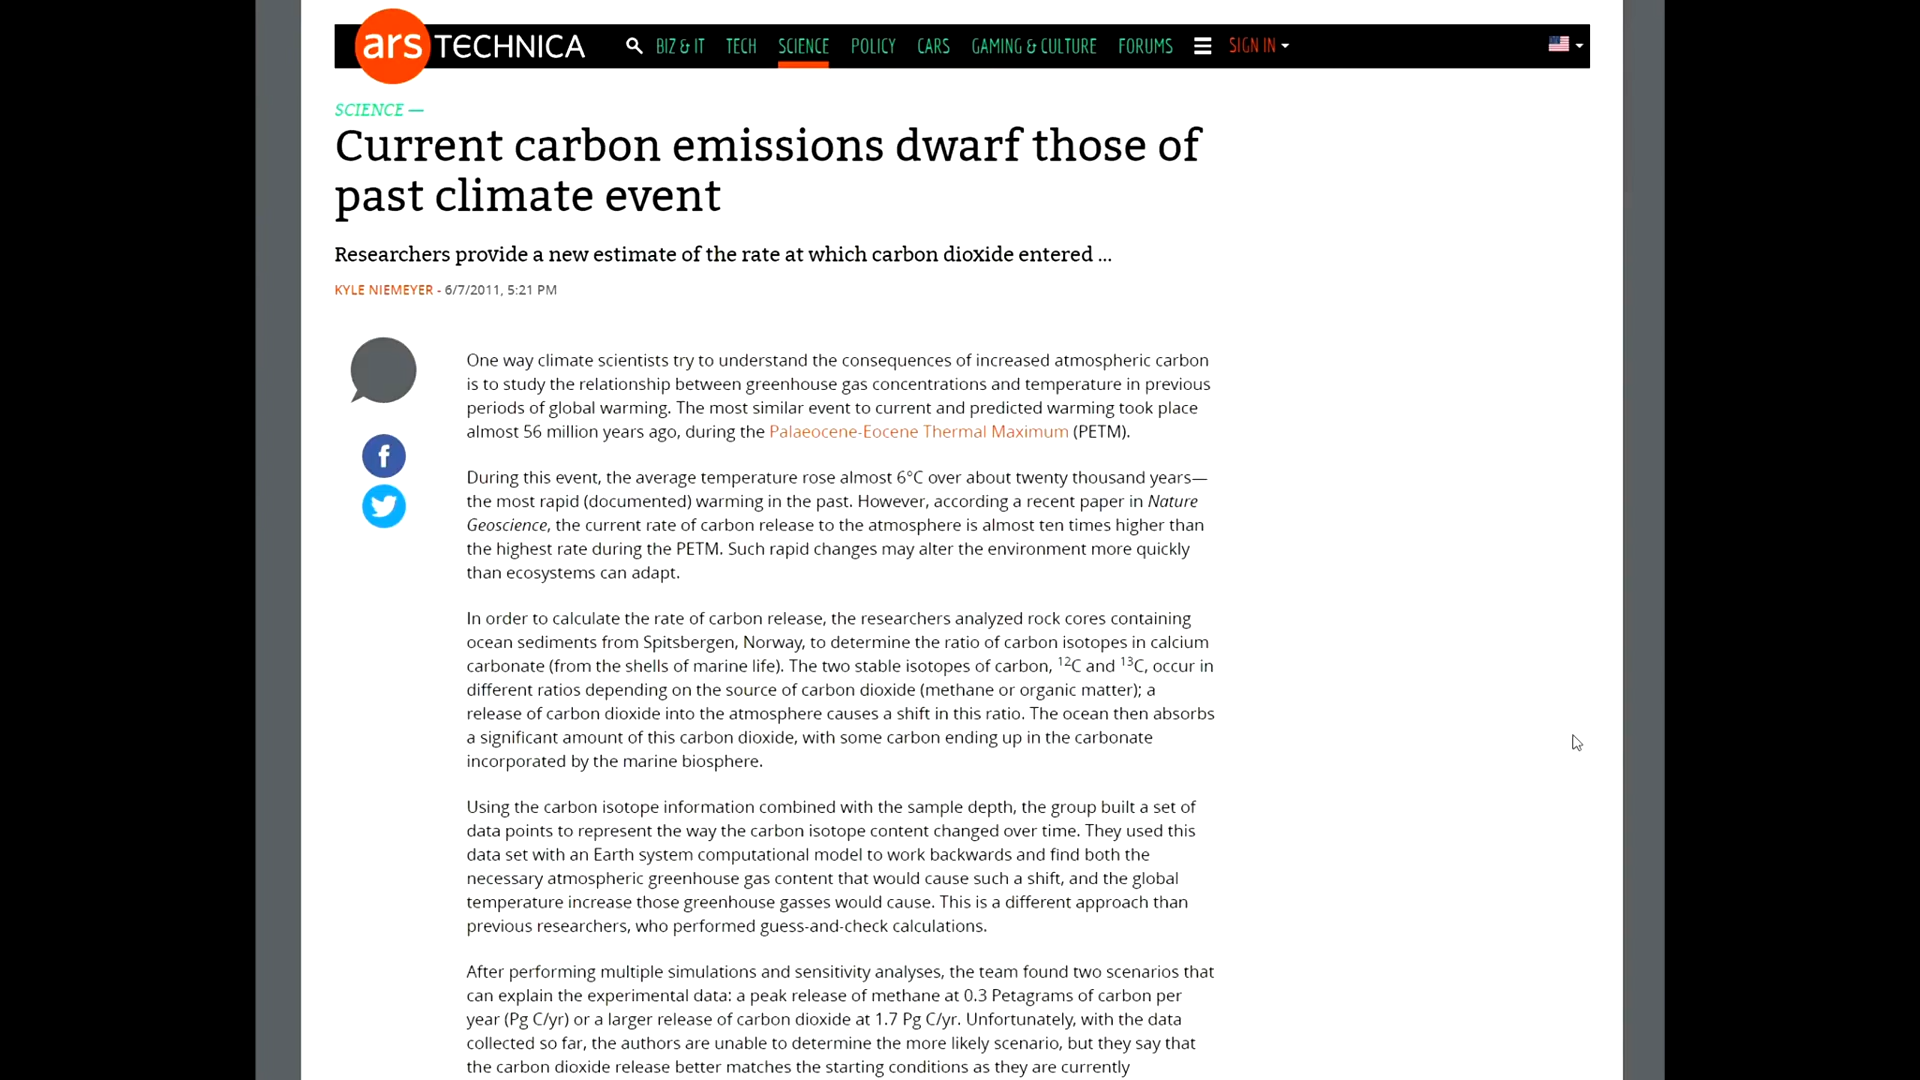 ars TECHNICA BIZ & IT TECH SCIENCE POLICY CARS GAMING & CULTURE FORUMS SIGN IN
SCIENCE —
Current carbon emissions dwarf those of
past climate event
Researchers provide a new estimate of the rate at which carbon dioxide entered ...
KYLE NIEMEYER - 6/7/2011, 5:21 PM
One way climate scientists try to understand the consequences of increased atmospheric carbon
is to study the relationship between greenhouse gas concentrations and temperature in previous
periods of global warming. The most similar event to current and predicted warming took place
almost 56 million years ago, during the Palaeocene-Eocene Thermal Maximum (PETM).
During this event, the average temperature rose almost 6°C over about twenty thousand years—
the most rapid (documented) warming in the past. However, according a recent paper in Nature
Geoscience, the current rate of carbon release to the atmosphere is almost ten times higher than
the highest rate during the PETM. Such rapid changes may alter the environment more quickly
than ecosystems can adapt.
In order to calculate the rate of carbon release, the researchers analyzed rock cores containing
ocean sediments from Spitsbergen, Norway, to determine the ratio of carbon isotopes in calcium
carbonate (from the shells of marine life). The two stable isotopes of carbon, ¹²C and ¹³C, occur in
different ratios depending on the source of carbon dioxide (methane or organic matter); a
release of carbon dioxide into the atmosphere causes a shift in this ratio. The ocean then absorbs
a significant amount of this carbon dioxide, with some carbon ending up in the carbonate
incorporated by the marine biosphere.
Using the carbon isotope information combined with the sample depth, the group built a set of
data points to represent the way the carbon isotope content changed over time. They used this
data set with an Earth system computational model to work backwards and find both the
necessary atmospheric greenhouse gas content that would cause such a shift, and the global
temperature increase those greenhouse gasses would cause. This is a different approach than
previous researchers, who performed guess-and-check calculations.
After performing multiple simulations and sensitivity analyses, the team found two scenarios that
can explain the experimental data: a peak release of methane at 0.3 Petagrams of carbon per
year (Pg C/yr) or a larger release of carbon dioxide at 1.7 Pg C/yr. Unfortunately, with the data
collected so far, the authors are unable to determine the more likely scenario, but they say that
the carbon dioxide release better matches the starting conditions as they are currently